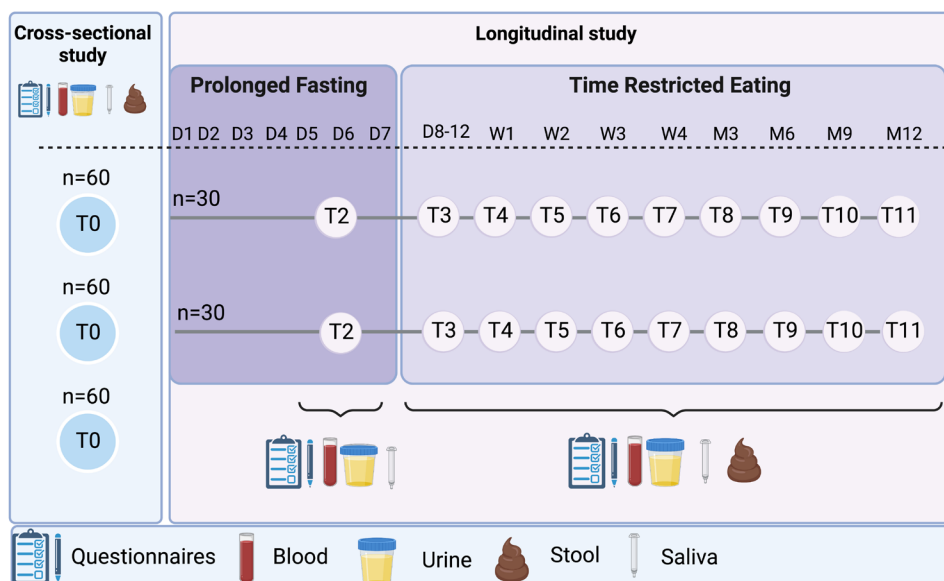 Cross-sectional
study
Longitudinal study
Prolonged Fasting
Time Restricted Eating
D1 D2 D3 D4 D5 D6 D7
D8-12 W1 W2 W3 W4 M3 M6 M9 M12
n=60
T0
n=30
T2
T3 T4 T5 T6 T7 T8 T9 T10 T11
n=60
T0
n=30
T2
T3 T4 T5 T6 T7 T8 T9 T10 T11
n=60
T0
Questionnaires Blood Urine Stool Saliva